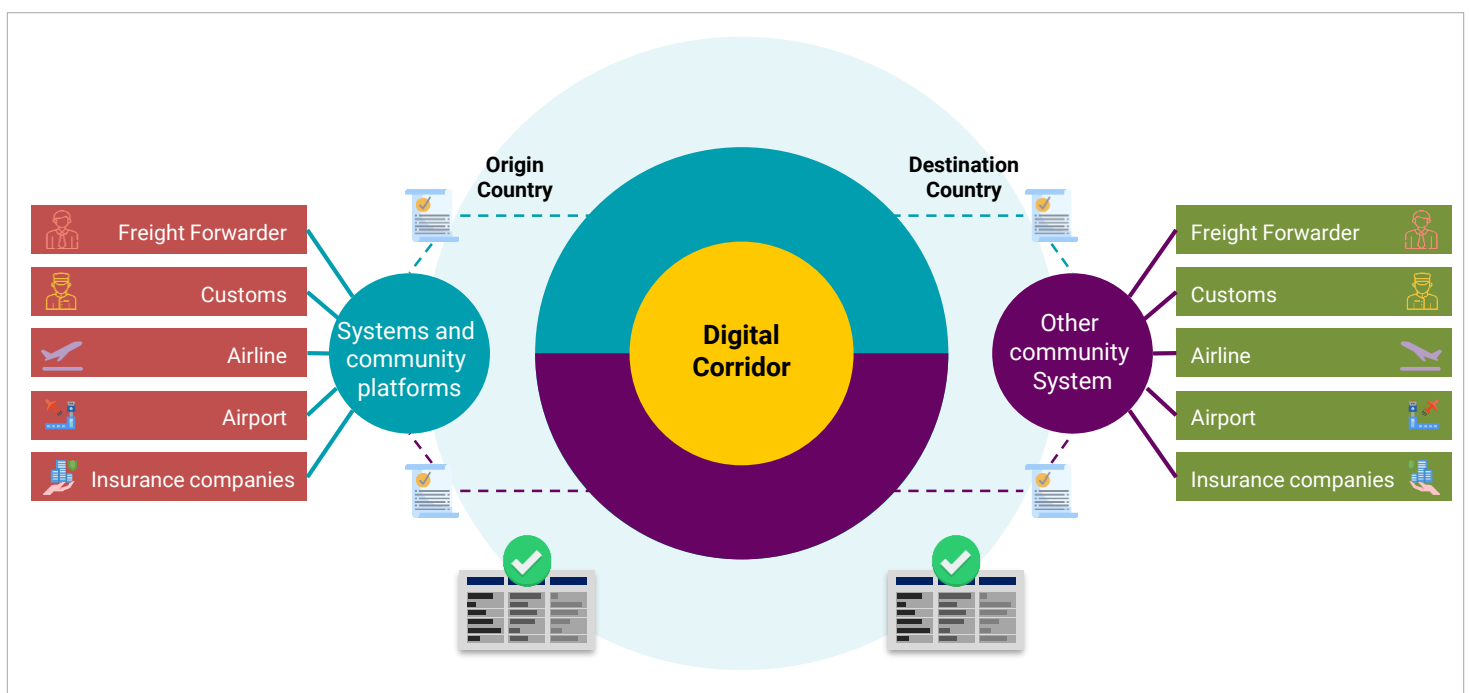 Origin
Country
Destination
Country
Freight Forwarder
Customs
Airline
Airport
Insurance companies
Systems and
community
platforms
Digital
Corridor
Other
community
System
Freight Forwarder
Customs
Airline
Airport
Insurance companies